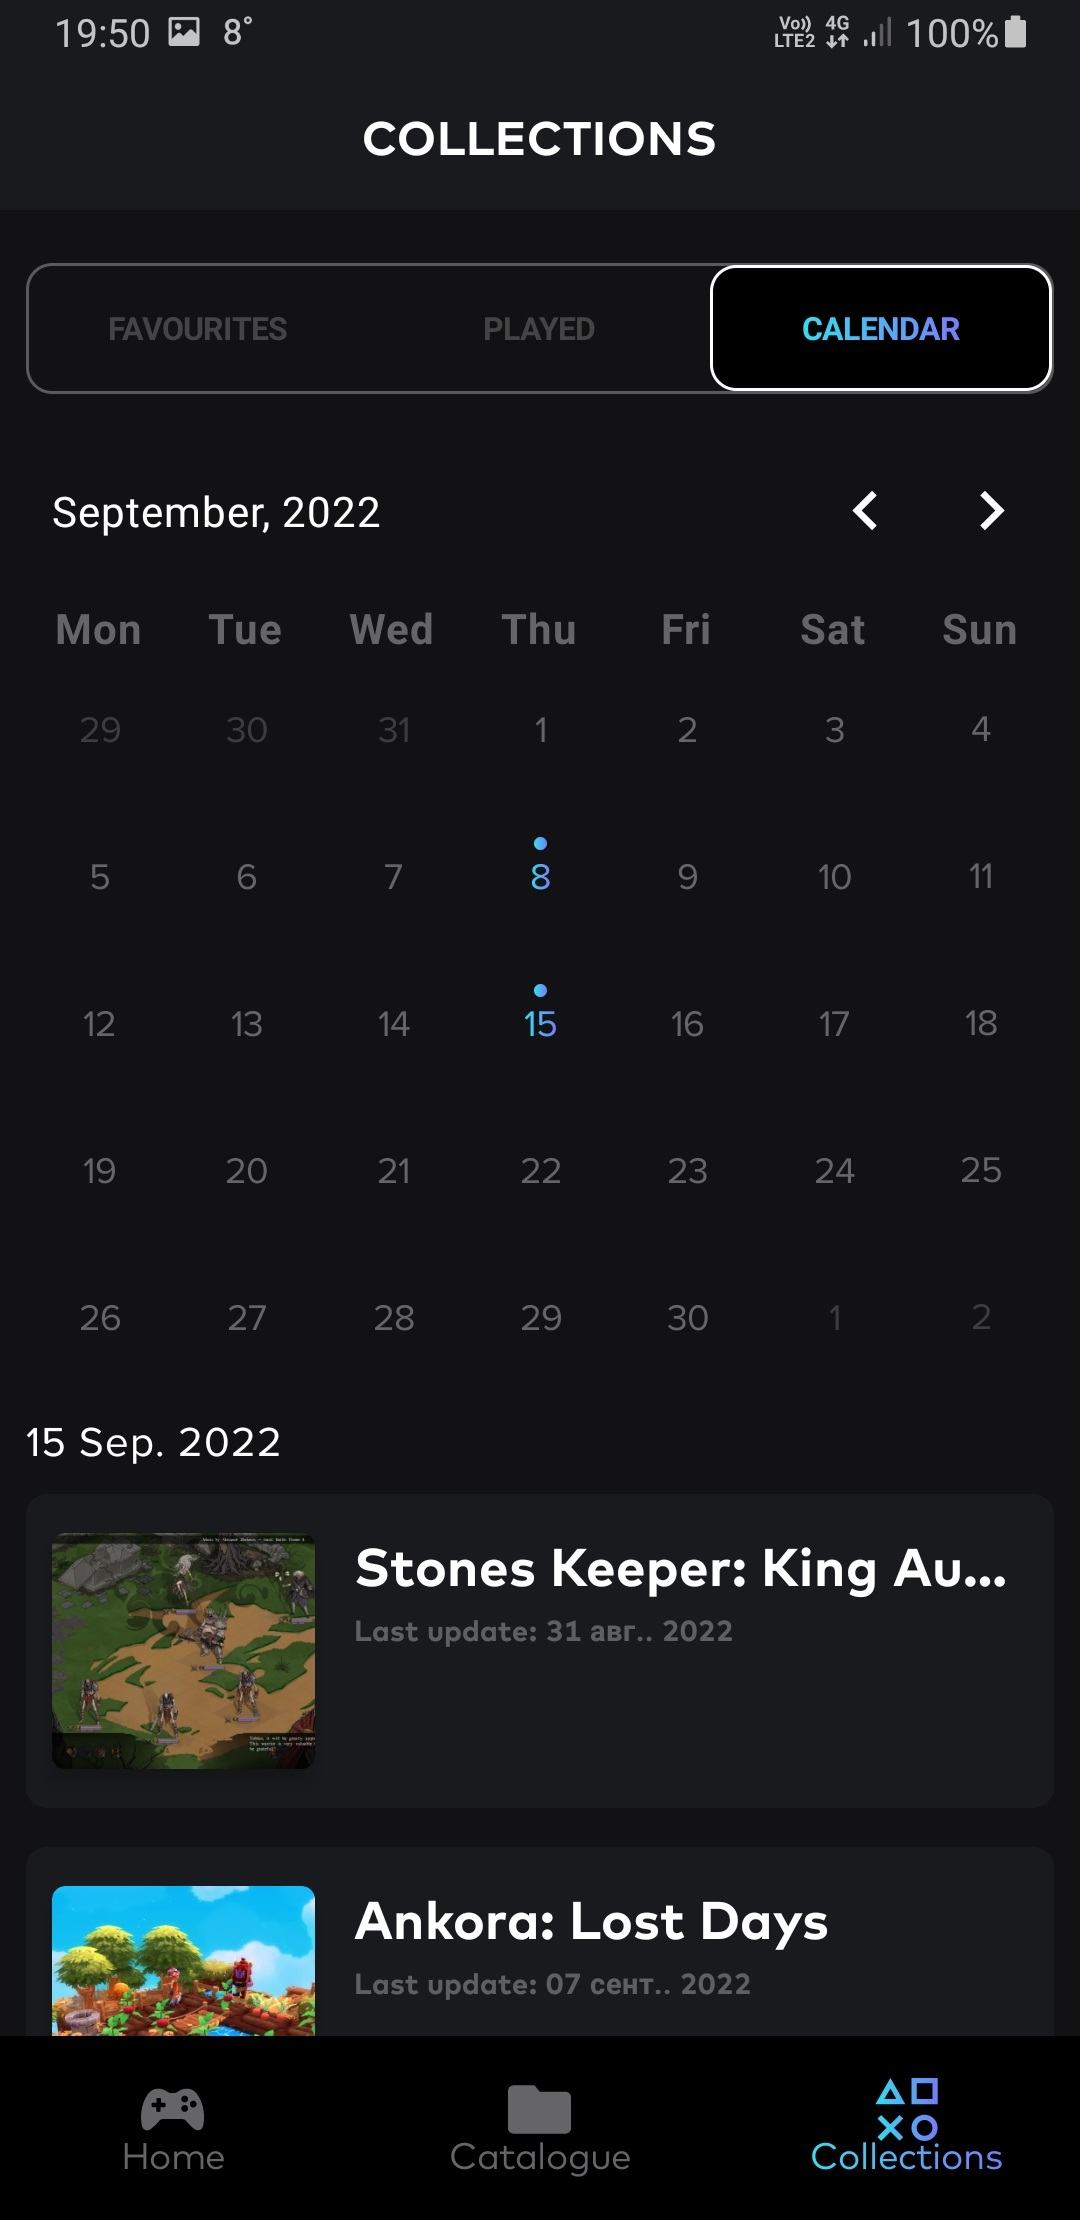 19:50 8° Vo)) LTE2 4G 100%
COLLECTIONS
FAVOURITES PLAYED CALENDAR
September, 2022
Mon Tue Wed Thu Fri Sat Sun
29 30 31 1 2 3 4
5 6 7 8 9 10 11
12 13 14 15 16 17 18
19 20 21 22 23 24 25
26 27 28 29 30 1 2
15 Sep. 2022
Stones Keeper: King Au...
Last update: 31 авг.. 2022
Ankora: Lost Days
Last update: 07 сент.. 2022
Home Catalogue Collections